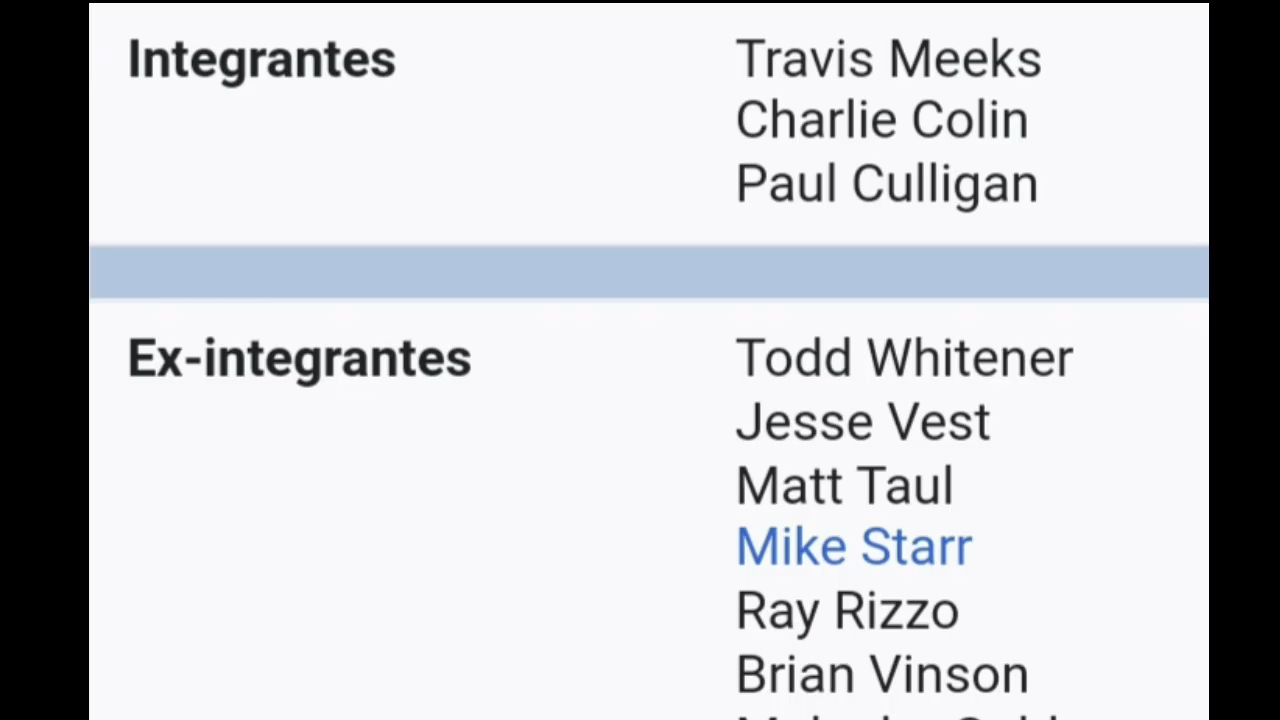 Integrantes Travis Meeks
Charlie Colin
Paul Culligan
Ex-integrantes Todd Whitener
Jesse Vest
Matt Taul
Mike Starr
Ray Rizzo
Brian Vinson